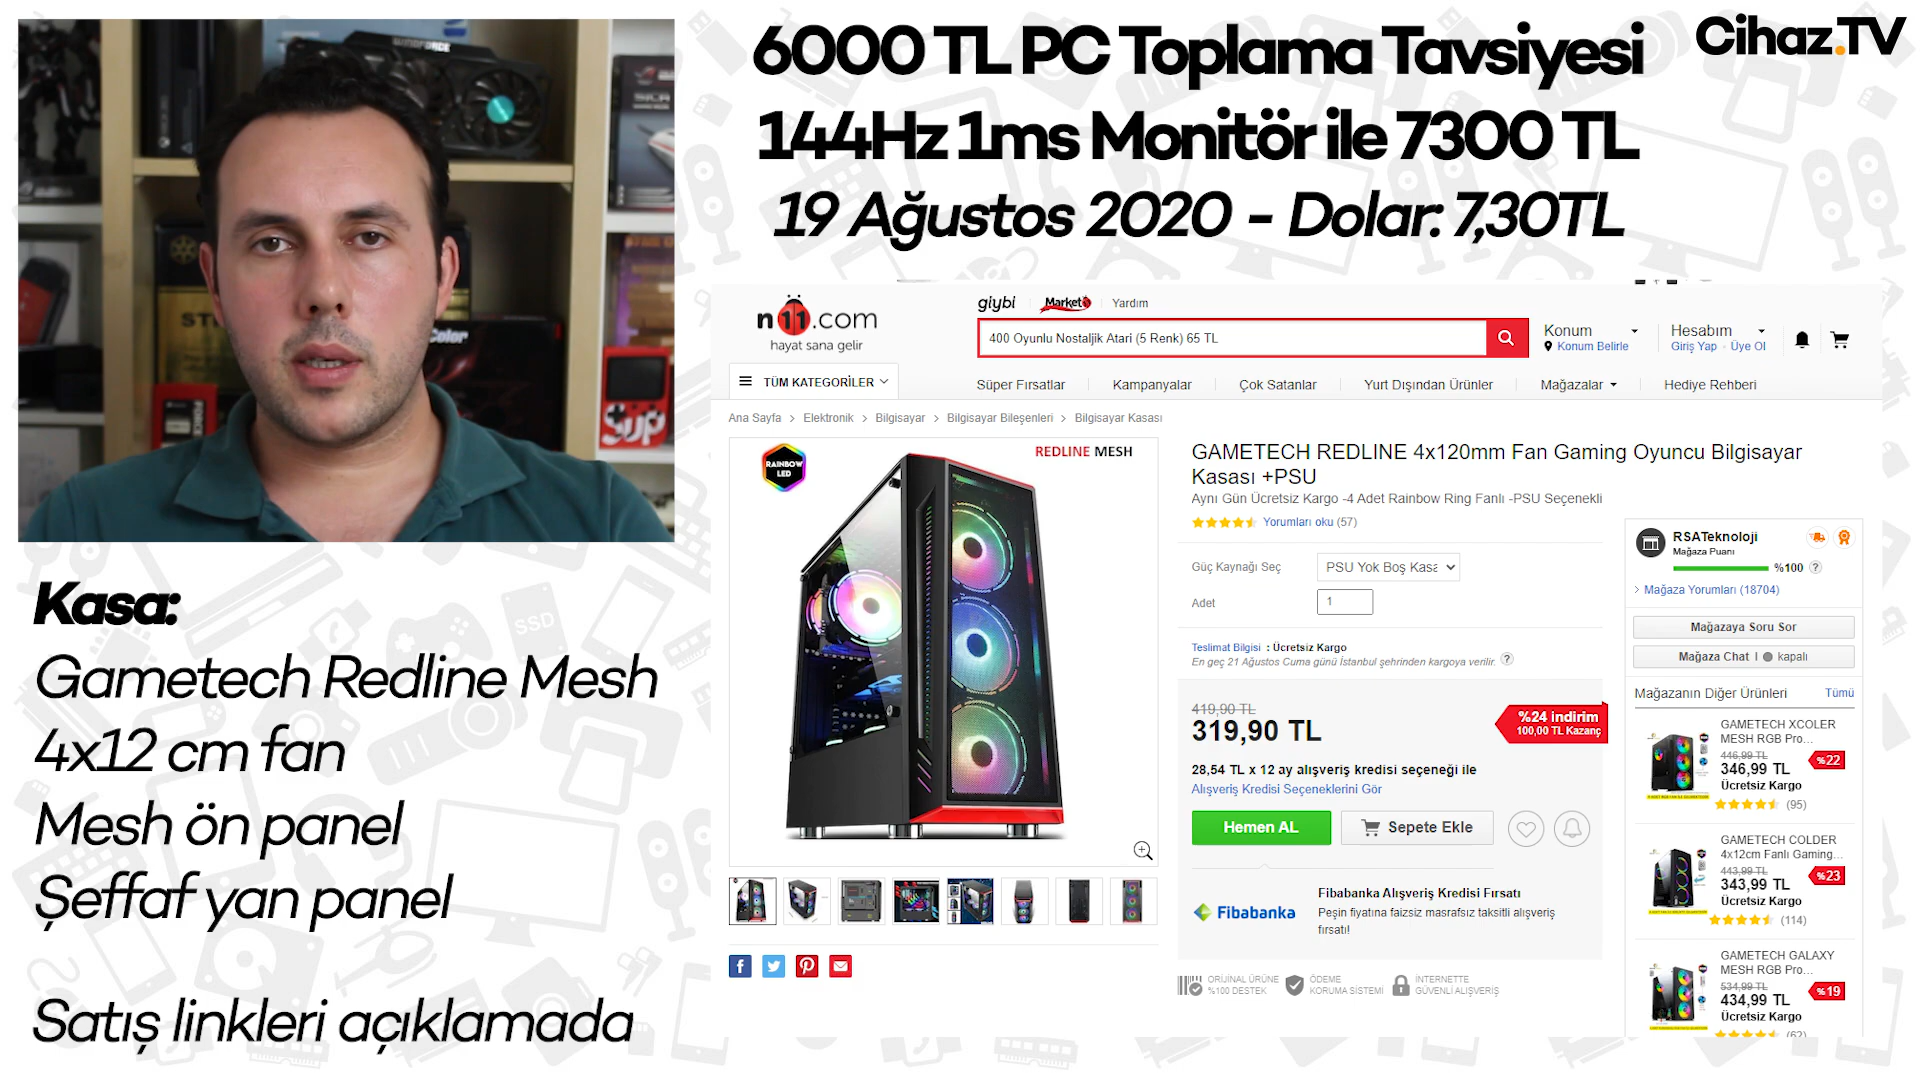 6000 TL PC Toplama Tavsiyesi
144Hz 1ms Monitör ile 7300 TL
19 Ağustos 2020 - Dolar: 7,30TL
Cihaz.TV
WINDFORCE
Color
Sup
Kasa:
Gametech Redline Mesh
4x12 cm fan
Mesh ön panel
Şeffaf yan panel
Satış linkleri açıklamada
SSD
n11.com
hayat sana gelir
giybi
Market
Yardım
400 Oyunlu Nostaljik Atari (5 Renk) 65 TL
Konum
Konum Belirle
Hesabım
Giriş Yap Üye Ol
TÜM KATEGORİLER
Süper Fırsatlar
Kampanyalar
Çok Satanlar
Yurt Dışından Ürünler
Mağazalar
Hediye Rehberi
Ana Sayfa > Elektronik > Bilgisayar > Bilgisayar Bileşenleri > Bilgisayar Kasası
RAINBOW
LED
REDLINE MESH
GAMETECH REDLINE 4x120mm Fan Gaming Oyuncu Bilgisayar
Kasası +PSU
Aynı Gün Ücretsiz Kargo -4 Adet Rainbow Ring Fanlı -PSU Seçenekli
Yorumları oku (57)
Güç Kaynağı Seç
PSU Yok Boş Kasa
Adet
1
Teslimat Bilgisi : Ücretsiz Kargo
En geç 21 Ağustos Cuma günü İstanbul şehrinden kargoya verilir. ?
419,90 TL
319,90 TL
%24 indirim
100,00 TL Kazanç
28,54 TL x 12 ay alışveriş kredisi seçeneği ile
Alışveriş Kredisi Seçeneklerini Gör
Hemen AL
Sepete Ekle
Fibabanka
Fibabanka Alışveriş Kredisi Fırsatı
Peşin fiyatına faizsiz masrafsız taksitli alışveriş
fırsatı!
ORİJİNAL ÜRÜNE
%100 DESTEK
ÖDEME
KORUMA SİSTEMİ
İNTERNETTE
GÜVENLİ ALIŞVERİŞ
RSATeknoloji
Mağaza Puanı
%100 ?
> Mağaza Yorumları (18704)
Mağazaya Soru Sor
Mağaza Chat | kapalı
Mağazanın Diğer Ürünleri
Tümü
GAMETECH XCOLER
MESH RGB Pro...
446,99 TL
346,99 TL
Ücretsiz Kargo
%22
(95)
GAMETECH COLDER
4x12cm Fanlı Gaming...
443,99 TL
343,99 TL
Ücretsiz Kargo
%23
(114)
GAMETECH GALAXY
MESH RGB Pro...
534,99 TL
434,99 TL
Ücretsiz Kargo
%19
(62)